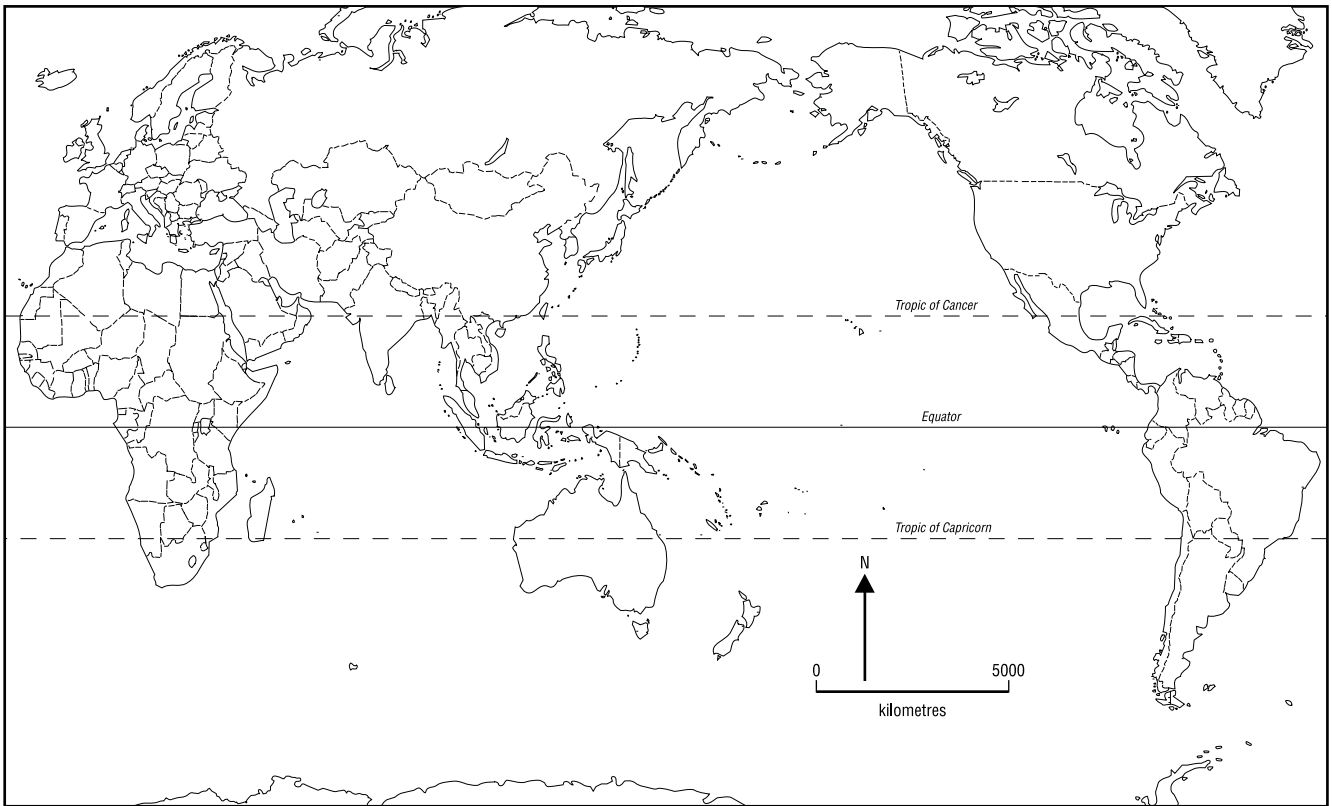 Tropic of Cancer
Equator
Tropic of Capricorn
N
0 5000
kilometres